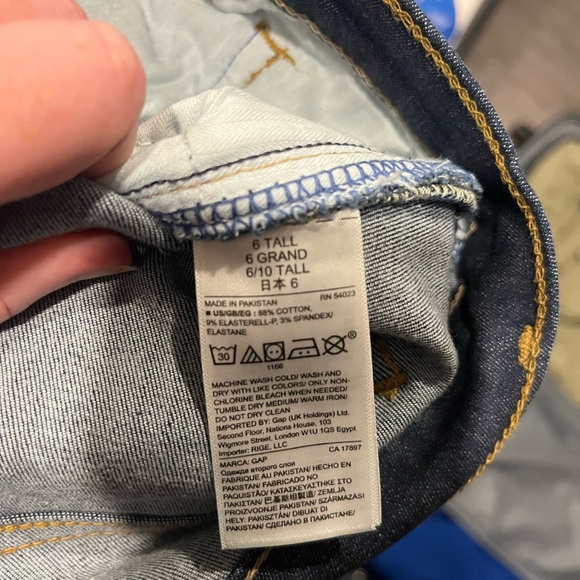 6 TALL
6 GRAND
6/10 TALL
日本 6
MADE IN PAKISTAN RN 54023
■ US/GB/EG: 88% COTTON,
9% ELASTERELL-P, 3% SPANDEX/
ELASTANE
30
1166
MACHINE WASH COLD/ WASH AND
DRY WITH LIKE COLORS/ ONLY NON-
CHLORINE BLEACH WHEN NEEDED/
TUMBLE DRY MEDIUM/ WARM IRON/
DO NOT DRY CLEAN
IMPORTED BY: Gap (UK Holdings) Ltd.
Second Floor, Nations House, 103
Wigmore Street, London W1U 1QS Egypt
Importer: RIGE, LLC
MARCA: GAP CA 17897
Одежда второго слоя
FABRIQUÉ AU PAKISTAN/ HECHO EN
PAKISTÁN/ FABBRICATO IN PAKISTAN/
ΚΑΤΑΣΚΕΥΑΣΤΗΚΕ ΣΤΟ
ΠΑΚΙΣΤΑΝ/ 巴基斯坦製造/ ZEMLJA
PROIZVODNJE PAKISTAN/ SZÁRMAZÁSI
HELY: PAKISZTÁN/ DIBUAT DI
PAKISTAN/ СДЕЛАНО В ПАКИСТАНЕ/